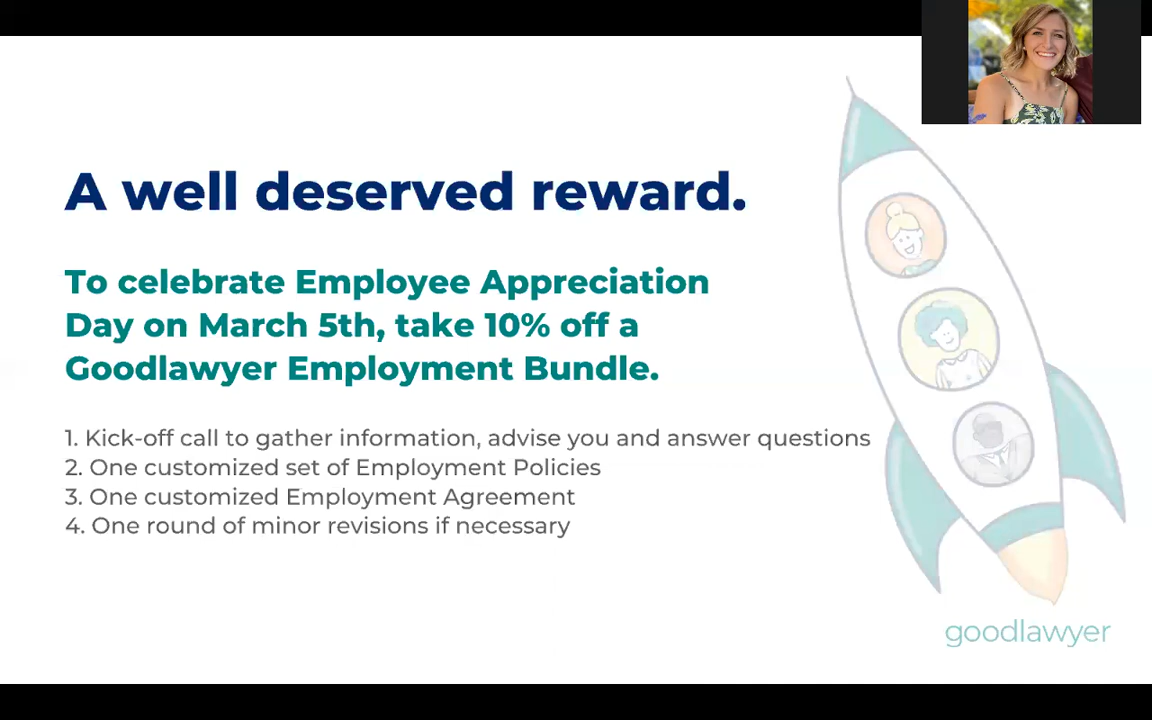 A well deserved reward.
To celebrate Employee Appreciation
Day on March 5th, take 10% off a
Goodlawyer Employment Bundle.
1. Kick-off call to gather information, advise you and answer questions
2. One customized set of Employment Policies
3. One customized Employment Agreement
4. One round of minor revisions if necessary
goodlawyer